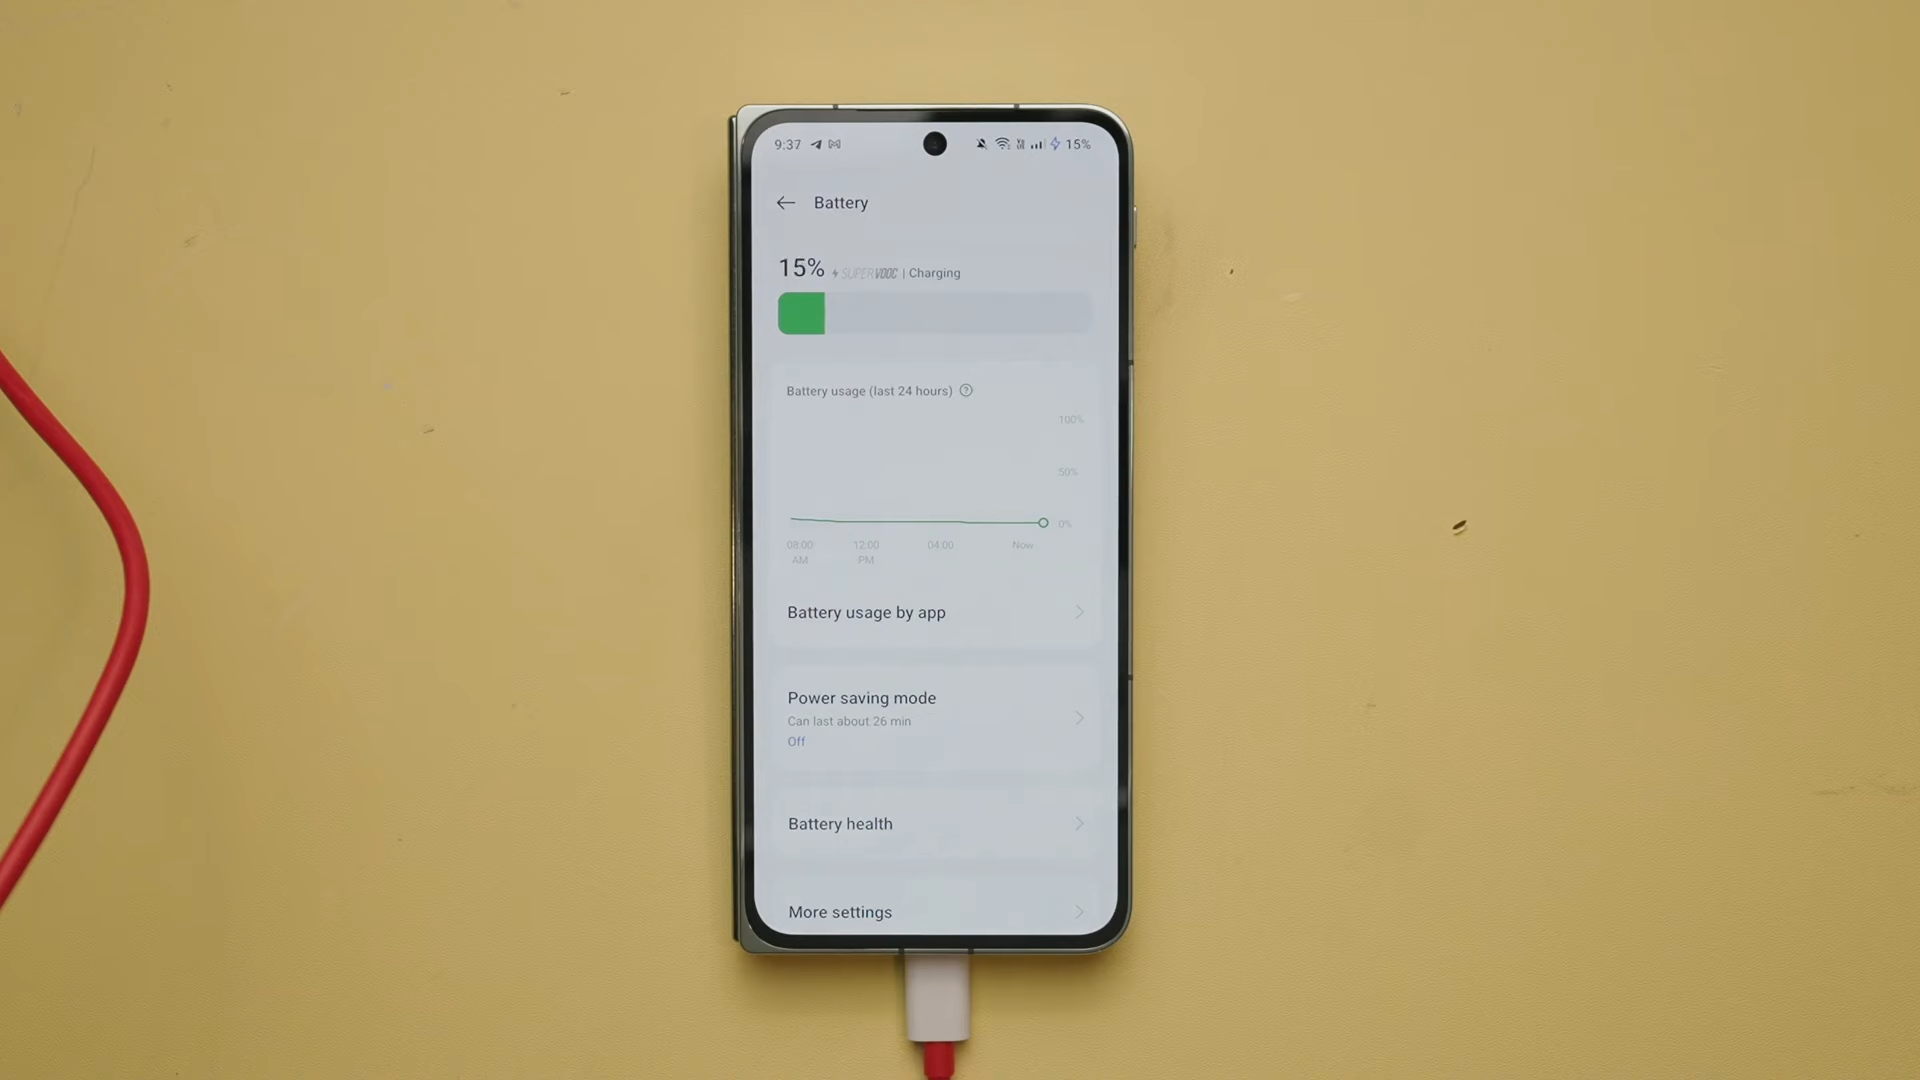 9:37 15%
Battery
15% SUPERVOOC | Charging
Battery usage (last 24 hours)
100%
50%
0%
08:00 12:00 04:00 Now
AM PM
Battery usage by app
Power saving mode
Can last about 26 min
Off
Battery health
More settings